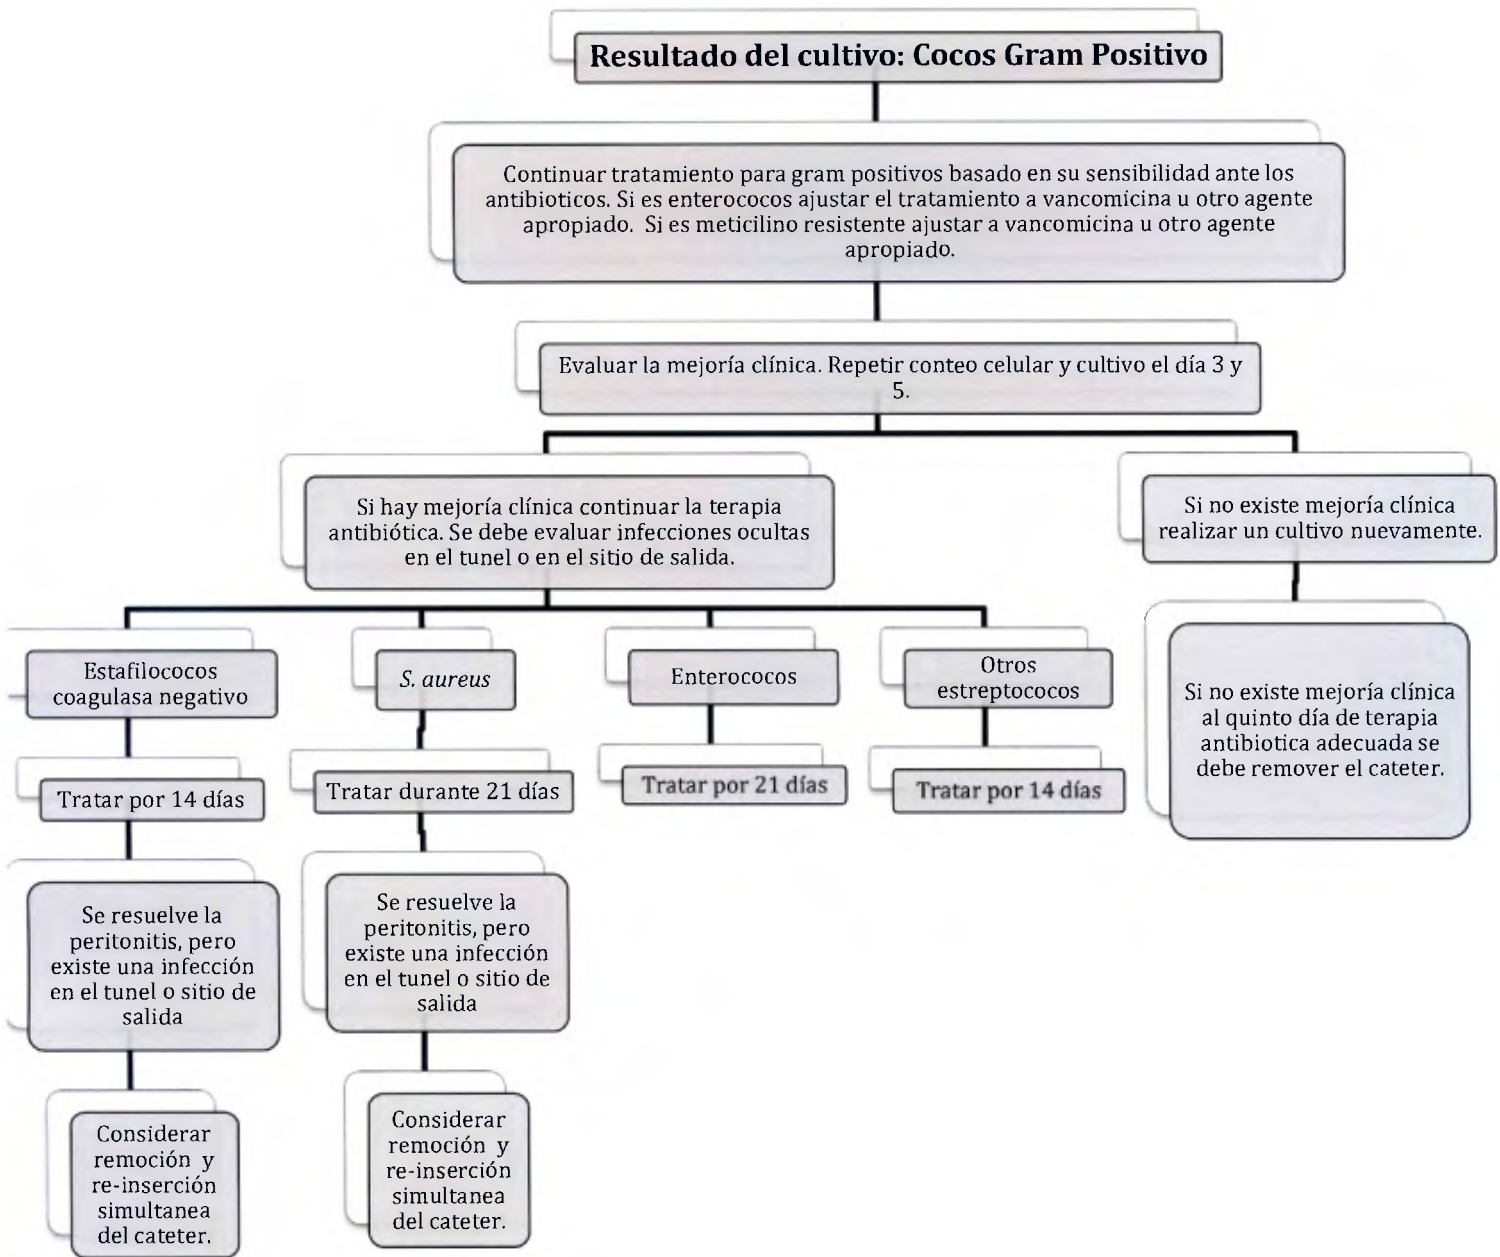 Resultado del cultivo: Cocos Gram Positivo
Continuar tratamiento para gram positivos basado en su sensibilidad ante los
antibioticos. Si es enterococos ajustar el tratamiento a vancomicina u otro agente
apropiado. Si es meticilino resistente ajustar a vancomicina u otro agente
apropiado.
Evaluar la mejoría clínica. Repetir conteo celular y cultivo el día 3 y
5.
Si hay mejoría clínica continuar la terapia
antibiótica. Se debe evaluar infecciones ocultas
en el tunel o en el sitio de salida.
Si no existe mejoría clínica
realizar un cultivo nuevamente.
Estafilococos
coagulasa negativo
S. aureus
Enterococos
Otros
estreptococos
Si no existe mejoría clínica
al quinto día de terapia
antibiotica adecuada se
debe remover el cateter.
Tratar por 14 días
Tratar durante 21 días
Tratar por 21 días
Tratar por 14 días
Se resuelve la
peritonitis, pero
existe una infección
en el tunel o sitio de
salida
Se resuelve la
peritonitis, pero
existe una infección
en el tunel o sitio de
salida
Considerar
remoción y
re-inserción
simultanea
del cateter.
Considerar
remoción y
re-inserción
simultanea
del cateter.